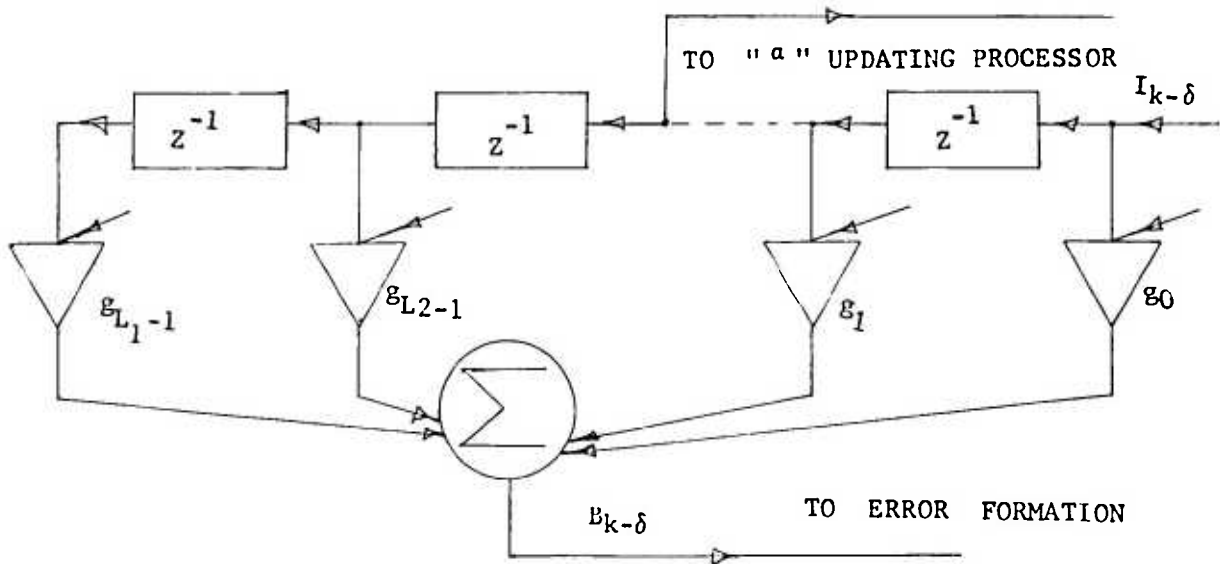 TO "a" UPDATING PROCESSOR
I_{k-δ}
z^{-1}
z^{-1}
z^{-1}
g_{L_1-1}
g_{L2-1}
g_1
g_0
Σ
B_{k-δ}
TO ERROR FORMATION